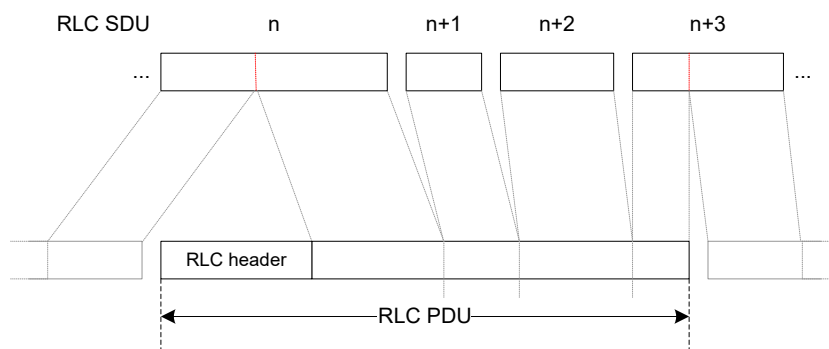 RLC SDU n n+1 n+2 n+3
... ...
RLC header
RLC PDU